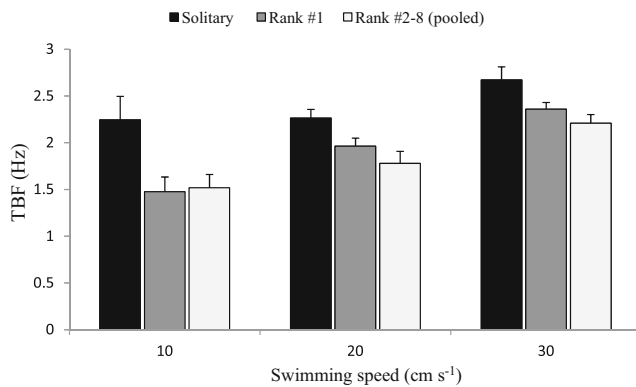 Solitary Rank #1 Rank #2-8 (pooled)
3
2.5
2
1.5
1
0.5
0
TBF (Hz)
10 20 30
Swimming speed (cm s⁻¹)